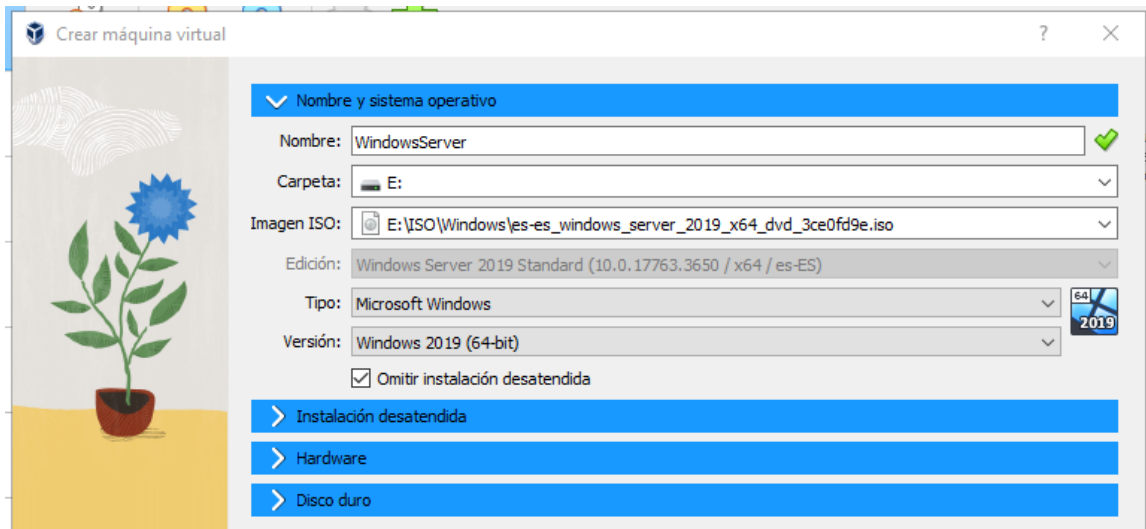 Crear máquina virtual ?
Nombre y sistema operativo
Nombre: WindowsServer
Carpeta: E:
Imagen ISO: E:\ISO\Windows\es-es_windows_server_2019_x64_dvd_3ce0fd9e.iso
Edición: Windows Server 2019 Standard (10.0.17763.3650 / x64 / es-ES)
Tipo: Microsoft Windows
64
2019
Versión: Windows 2019 (64-bit)
Omitir instalación desatendida
Instalación desatendida
Hardware
Disco duro